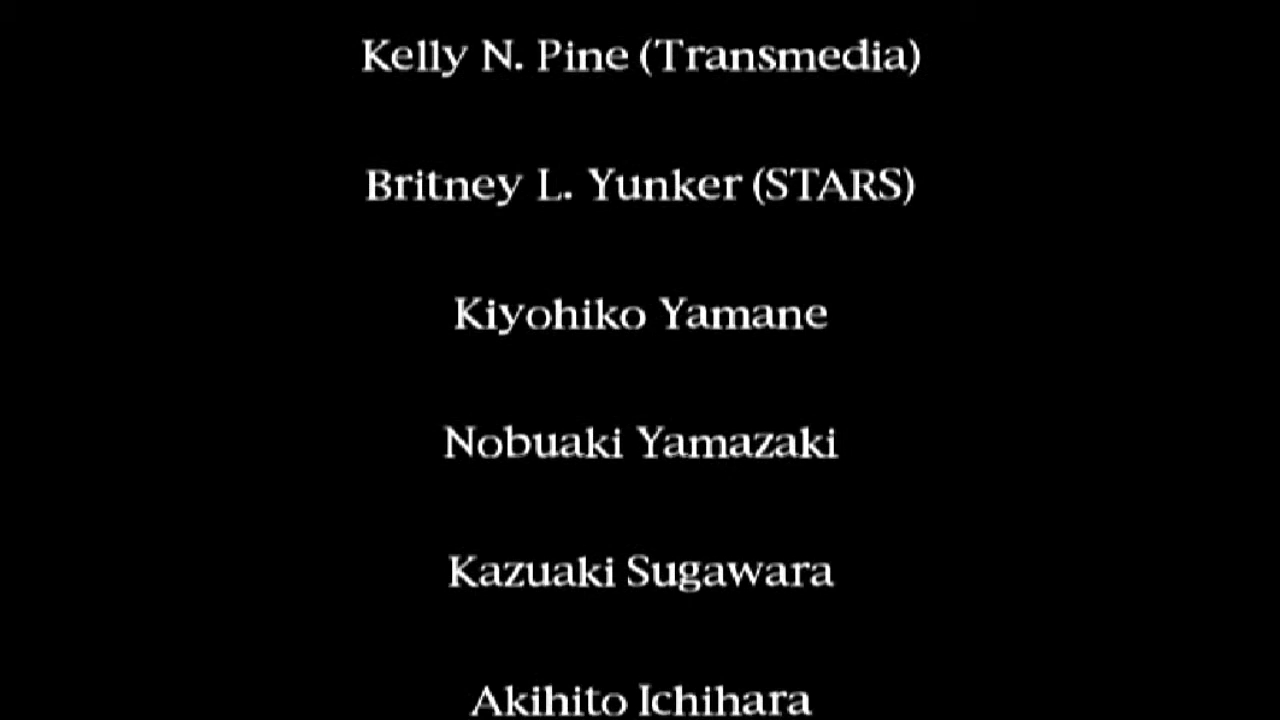 Kelly N. Pine (Transmedia)
Britney L. Yunker (STARS)
Kiyohiko Yamane
Nobuaki Yamazaki
Kazuaki Sugawara
Akihito Ichihara